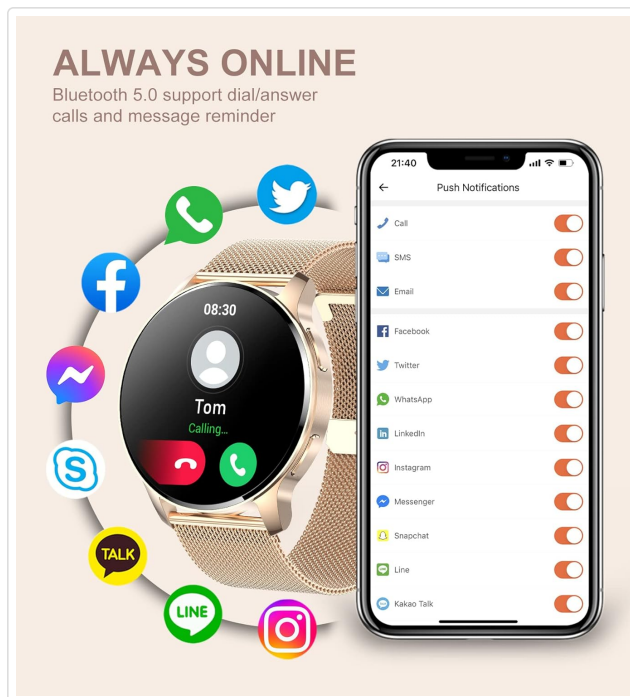 ALWAYS ONLINE
Bluetooth 5.0 support dial/answer
calls and message reminder
08:30
Tom
Calling...
TALK
LINE
21:40
Push Notifications
Call
SMS
Email
Facebook
Twitter
WhatsApp
LinkedIn
Instagram
Messenger
Snapchat
Line
Kakao Talk